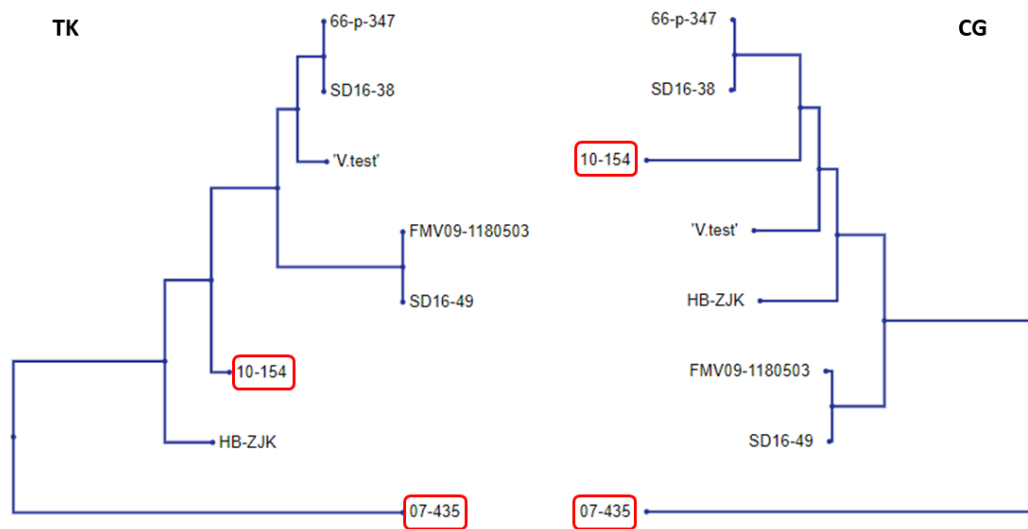 TK
66-p-347
SD16-38
'V.test'
FMV09-1180503
SD16-49
10-154
HB-ZJK
07-435
CG
66-p-347
SD16-38
10-154
'V.test'
HB-ZJK
FMV09-1180503
SD16-49
07-435